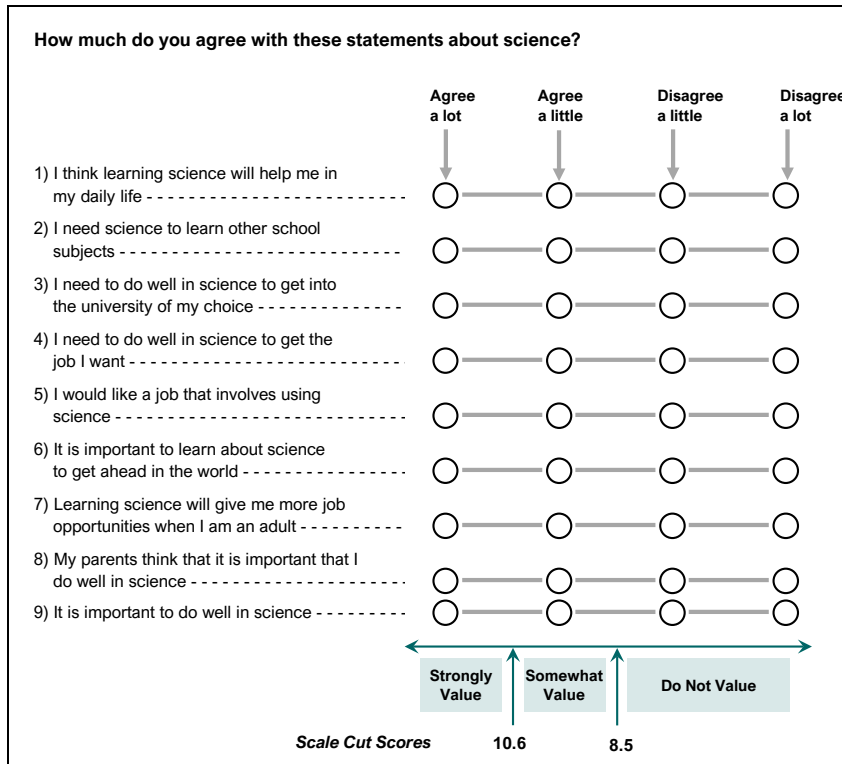 How much do you agree with these statements about science?
Agree a lot
Agree a little
Disagree a little
Disagree a lot
1) I think learning science will help me in
my daily life - - - - - - - - - - - - - - - - - - - - - - - - - -
2) I need science to learn other school
subjects - - - - - - - - - - - - - - - - - - - - - - - - - - - - -
3) I need to do well in science to get into
the university of my choice - - - - - - - - - - - - - - -
4) I need to do well in science to get the
job I want - - - - - - - - - - - - - - - - - - - - - - - - - - - -
5) I would like a job that involves using
science - - - - - - - - - - - - - - - - - - - - - - - - - - - - -
6) It is important to learn about science
to get ahead in the world - - - - - - - - - - - - - - - -
7) Learning science will give me more job
opportunities when I am an adult - - - - - - - - - -
8) My parents think that it is important that I
do well in science - - - - - - - - - - - - - - - - - - - - -
9) It is important to do well in science - - - - - - - - -
Strongly Value
Somewhat Value
Do Not Value
Scale Cut Scores 10.6 8.5